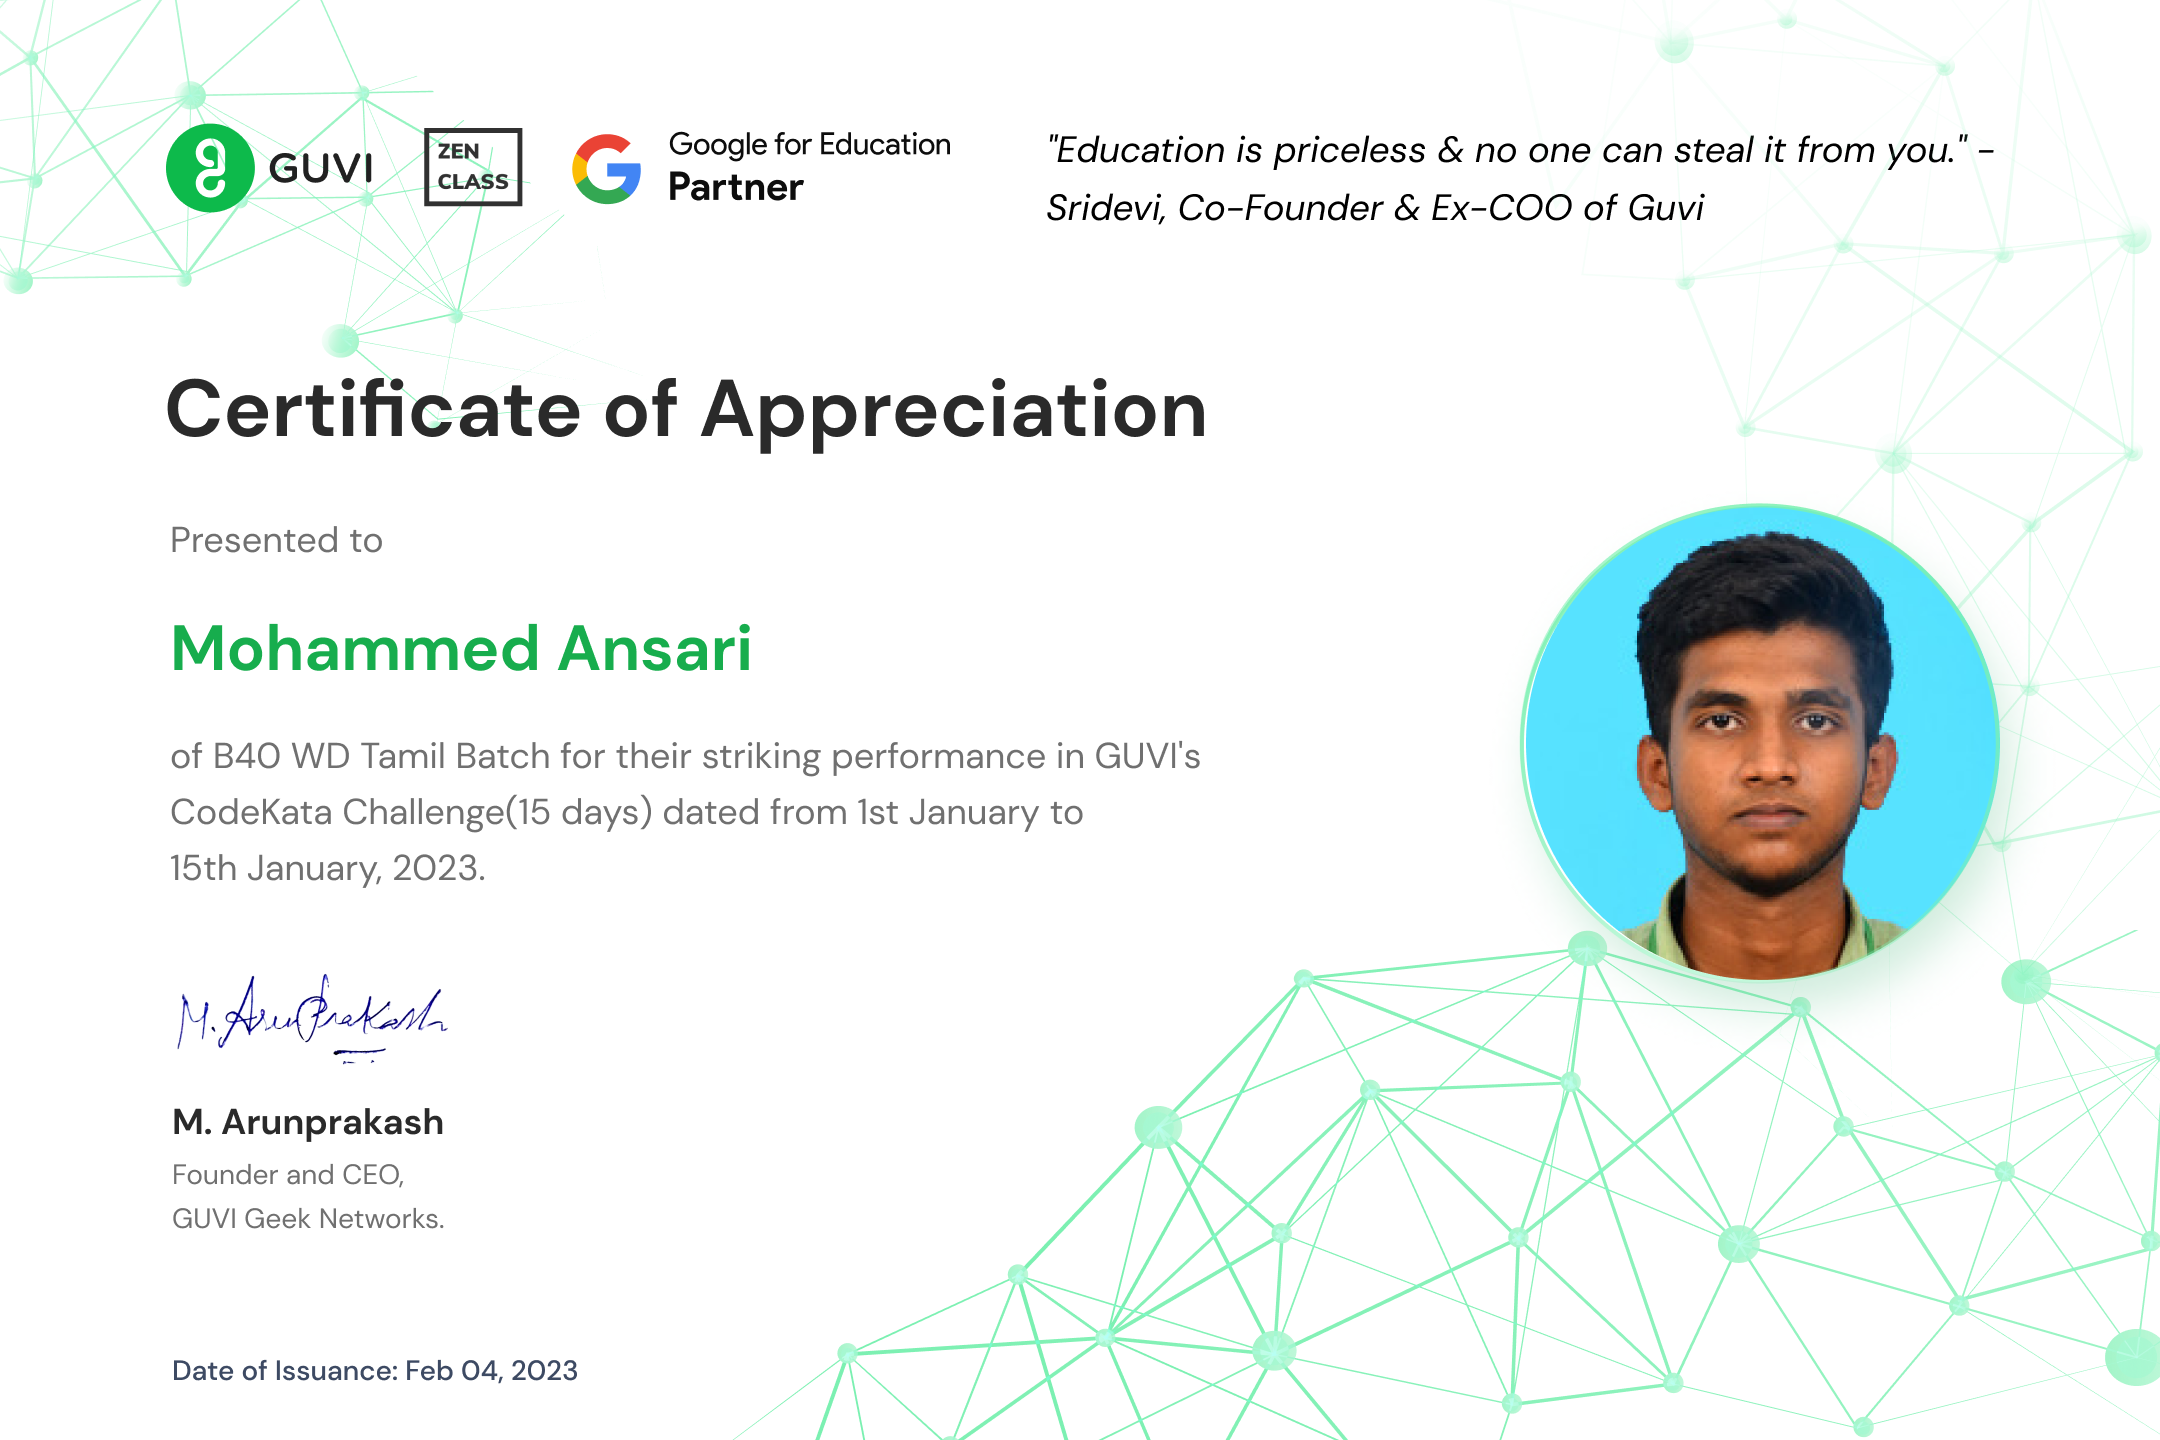 GUVI
ZEN
CLASS
Google for Education
Partner
"Education is priceless & no one can steal it from you." -
Sridevi, Co-Founder & Ex-COO of Guvi
Certificate of Appreciation
Presented to
Mohammed Ansari
of B40 WD Tamil Batch for their striking performance in GUVI's
CodeKata Challenge(15 days) dated from 1st January to
15th January, 2023.
M. ArunPrakash
M. Arunprakash
Founder and CEO,
GUVI Geek Networks.
Date of Issuance: Feb 04, 2023